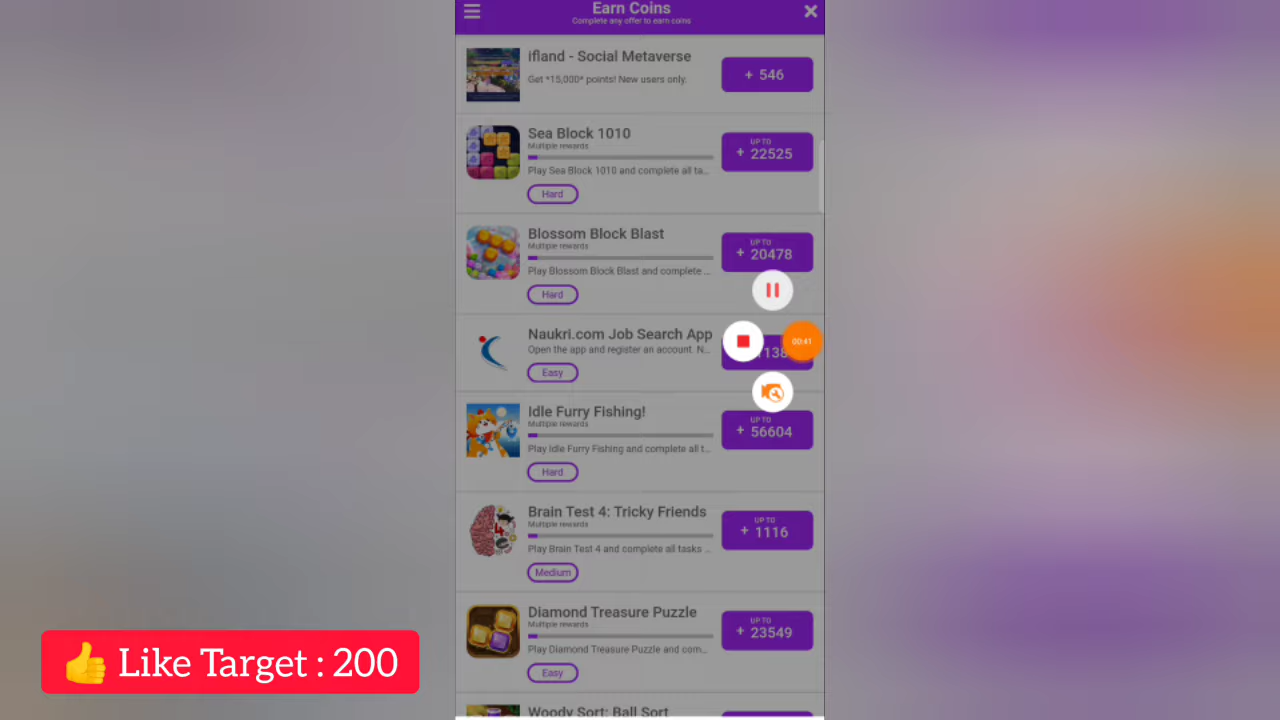 Earn Coins
Complete any offer to earn coins
ifland - Social Metaverse
Get *15,000* points! New users only.
+ 546
Sea Block 1010
Multiple rewards
Play Sea Block 1010 and complete all ta...
Hard
UP TO
+ 22525
Blossom Block Blast
Multiple rewards
Play Blossom Block Blast and complete ...
Hard
UP TO
+ 20478
Naukri.com Job Search App
Open the app and register an account. N...
Easy
00:41
Idle Furry Fishing!
Multiple rewards
Play Idle Furry Fishing and complete all t...
Hard
UP TO
+ 56604
Brain Test 4: Tricky Friends
Multiple rewards
Play Brain Test 4 and complete all tasks ...
Medium
UP TO
+ 1116
Diamond Treasure Puzzle
Multiple rewards
Play Diamond Treasure Puzzle and com...
Easy
UP TO
+ 23549
Woody Sort: Ball Sort
👍 Like Target : 200